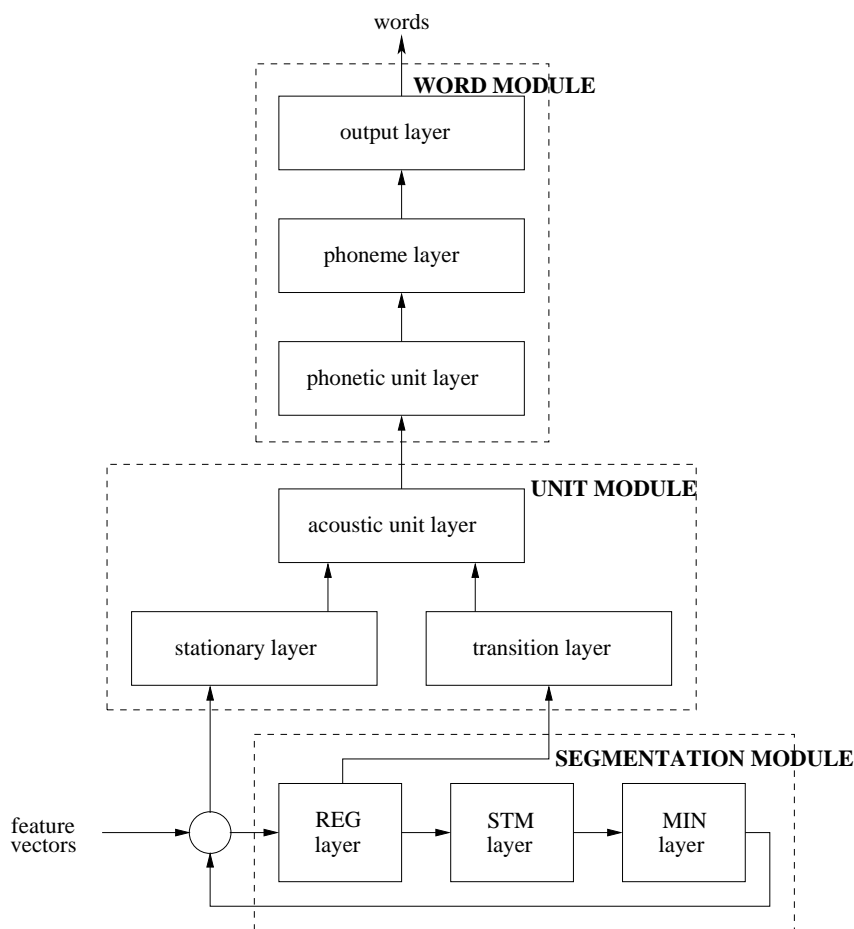 words
WORD MODULE
output layer
phoneme layer
phonetic unit layer
UNIT MODULE
acoustic unit layer
stationary layer
transition layer
SEGMENTATION MODULE
feature
vectors
REG
layer
STM
layer
MIN
layer